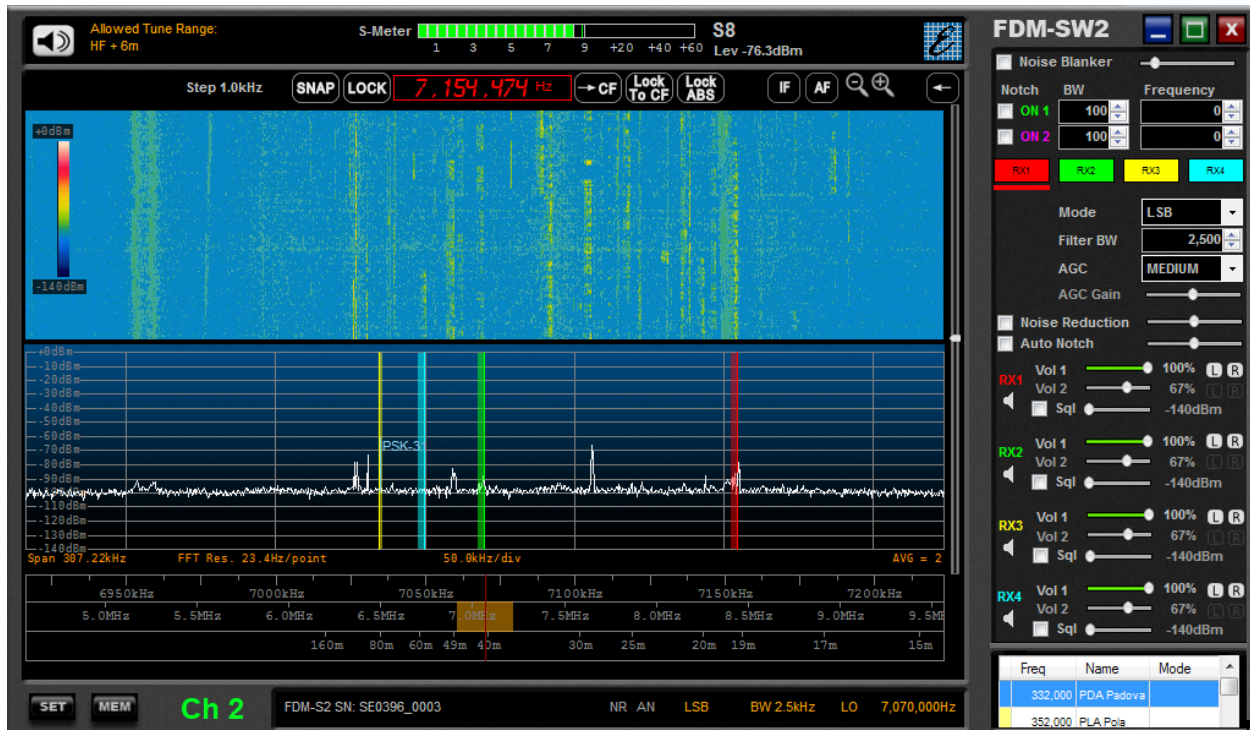 Allowed Tune Range:
HF + 6m
S-Meter
1 3 5 7 9 +20 +40 +60
S8
Lev -76.3dBm
FDM-SW2
X
Step 1.0kHz SNAP LOCK 7.154.474 Hz →CF Lock To CF Lock ABS IF AF
+0dBm
-140dBm
+0dBm
-10dBm
-20dBm
-30dBm
-40dBm
-50dBm
-60dBm
-70dBm
-80dBm
-90dBm
-110dBm
-120dBm
-130dBm
-140dBm
PSK-31
Span 307.22kHz FFT Res. 23.4Hz/point 50.0kHz/div AVG = 2
6950kHz 7000kHz 7050kHz 7100kHz 7150kHz 7200kHz
5.0MHz 5.5MHz 6.0MHz 6.5MHz 7.0MHz 7.5MHz 8.0MHz 8.5MHz 9.0MHz 9.5M
160m 80m 60m 49m 40m 30m 25m 20m 19m 17m 15m
SET MEM Ch 2 FDM-S2 SN: SE0396_0003 NR AN LSB BW 2.5kHz LO 7,070,000Hz
Noise Blanker
Notch BW Frequency
ON 1 100 0
ON 2 100 0
RX1 RX2 RX3 RX4
Mode LSB
Filter BW 2,500
AGC MEDIUM
AGC Gain
Noise Reduction
Auto Notch
RX1 Vol 1 100% L R
Vol 2 67% L R
Sql -140dBm
RX2 Vol 1 100% L R
Vol 2 67% L R
Sql -140dBm
RX3 Vol 1 100% L R
Vol 2 67% L R
Sql -140dBm
RX4 Vol 1 100% L R
Vol 2 67% L R
Sql -140dBm
Freq Name Mode
332,000 PDA Padova
352,000 PLA Pola